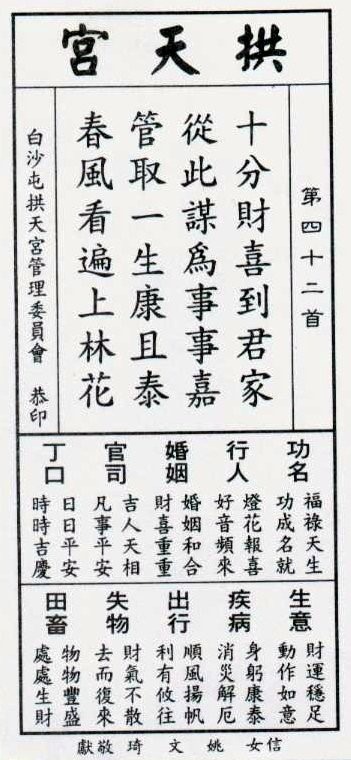 拱天宮
第四十二首
十分財喜到君家
從此謀為事事嘉
管取一生康且泰
春風看遍上林花
白沙屯拱天宮管理委員會 恭印
功名
福祿天生
功成名就
行人
燈花報喜
好音頻來
婚姻
婚姻和合
財喜重重
官司
吉人天相
凡事平安
丁口
日日平安
時時吉慶
生意
財運穩足
動作如意
疾病
身躬康泰
消災解厄
出行
順風揚帆
利有攸往
失物
財氣不散
去而復來
田畜
物物豐盛
處處生財
信女 姚文琦 敬獻